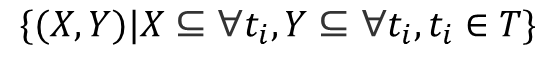 {(X, Y)|X ⊆ ∀tᵢ, Y ⊆ ∀tᵢ, tᵢ ∈ T}